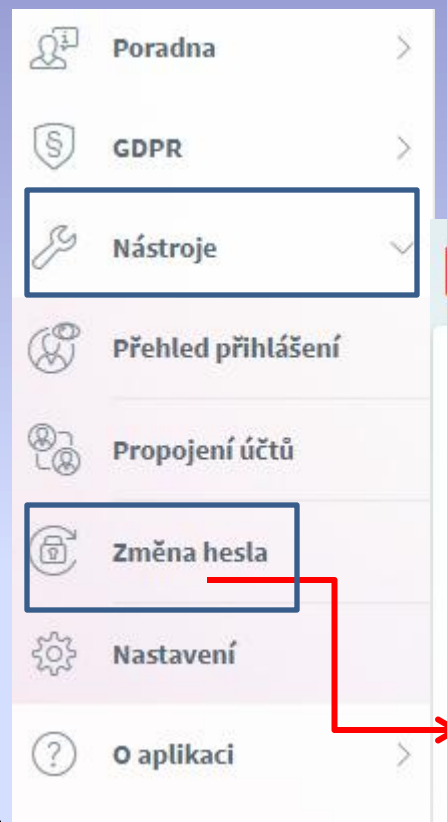 Poradna
GDPR
Nástroje
Přehled přihlášení
Propojení účtů
Změna hesla
Nastavení
O aplikaci